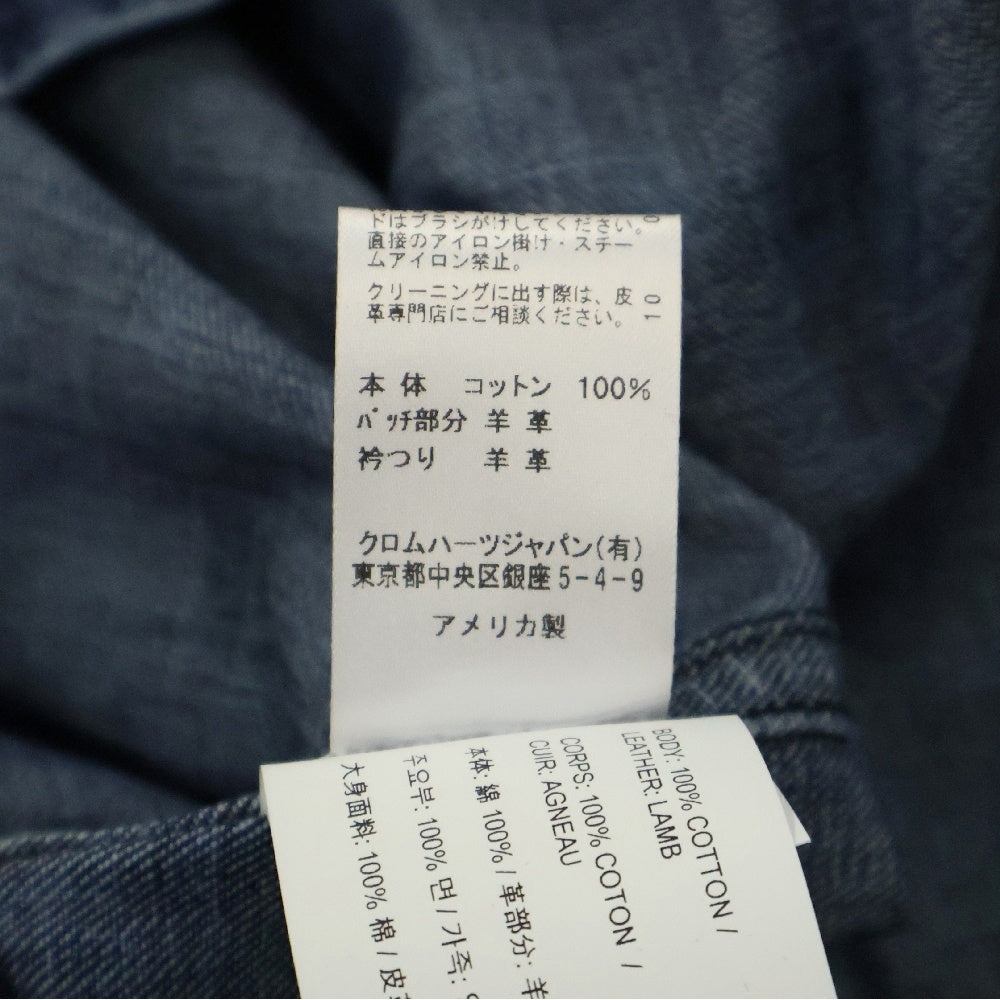 ドはブラシがけしてください。
直接のアイロン掛け・スチー
ムアイロン禁止。
クリーニングに出す際は、皮
革専門店にご相談ください。
10
本体 コットン 100%
パッチ部分 羊革
衿つり 羊革
クロムハーツジャパン(有)
東京都中央区銀座5-4-9
アメリカ製
BODY: 100% COTTON /
LEATHER: LAMB
CORPS: 100% COTON /
CUIR: AGNEAU
本体: 綿 100% / 革部分: 羊
주요부: 100% 면 / 가죽:
大身面料: 100% 棉 / 皮